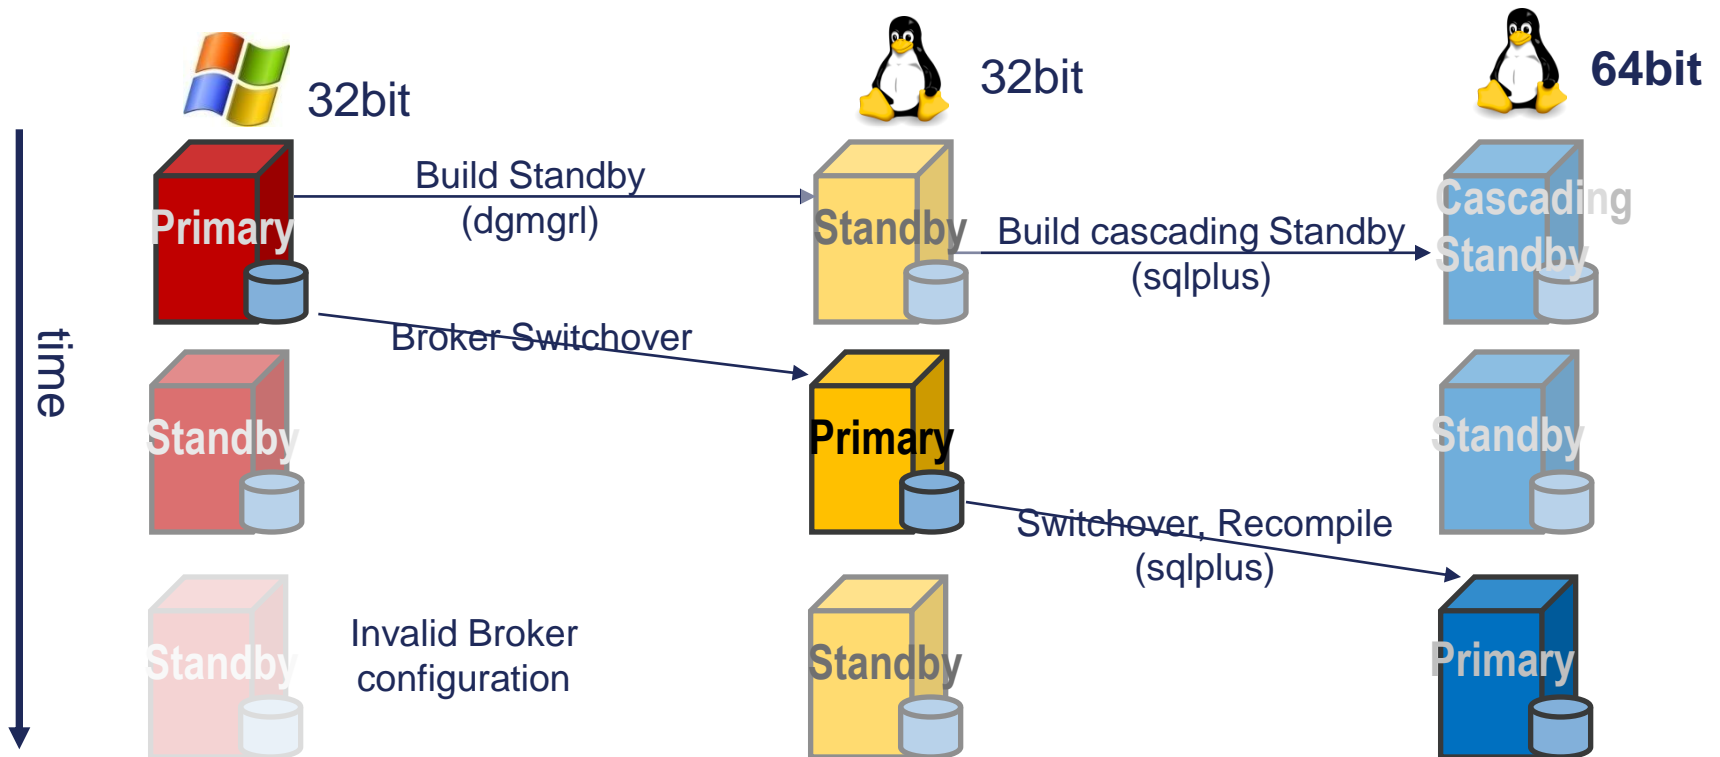 32bit
32bit
64bit
time
Primary
Build Standby
(dgmgrl)
Standby
Build cascading Standby
(sqlplus)
Cascading
Standby
Broker Switchover
Standby
Primary
Standby
Switchover, Recompile
(sqlplus)
Standby
Invalid Broker
configuration
Standby
Primary